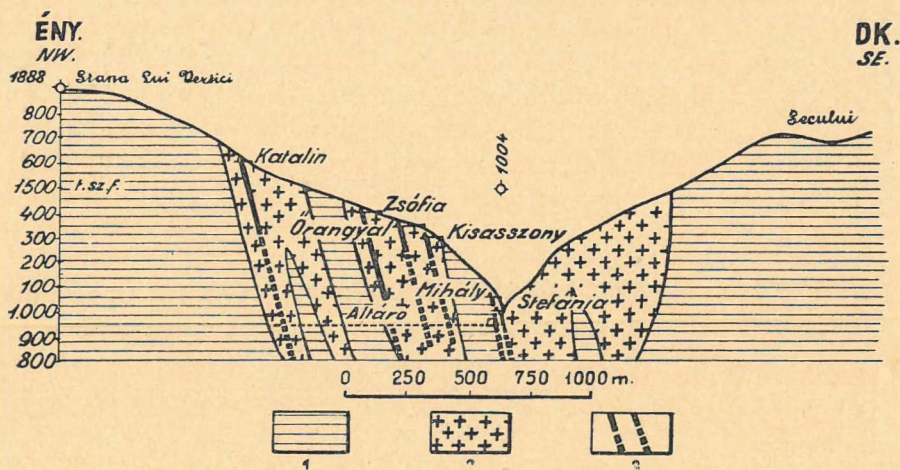 ÉNY.
NW.
DK.
SE.
1888 Stana Lui Vertici
800
700
600
1500 t.sz.f.
400
300
200
100
1.000
900
800
Katalin
Zsófia
Őrangyal
Kisasszony
Mihály
Altáró
Stefánia
1004
Secului
0 250 500 750 1000 m.
1 2 3